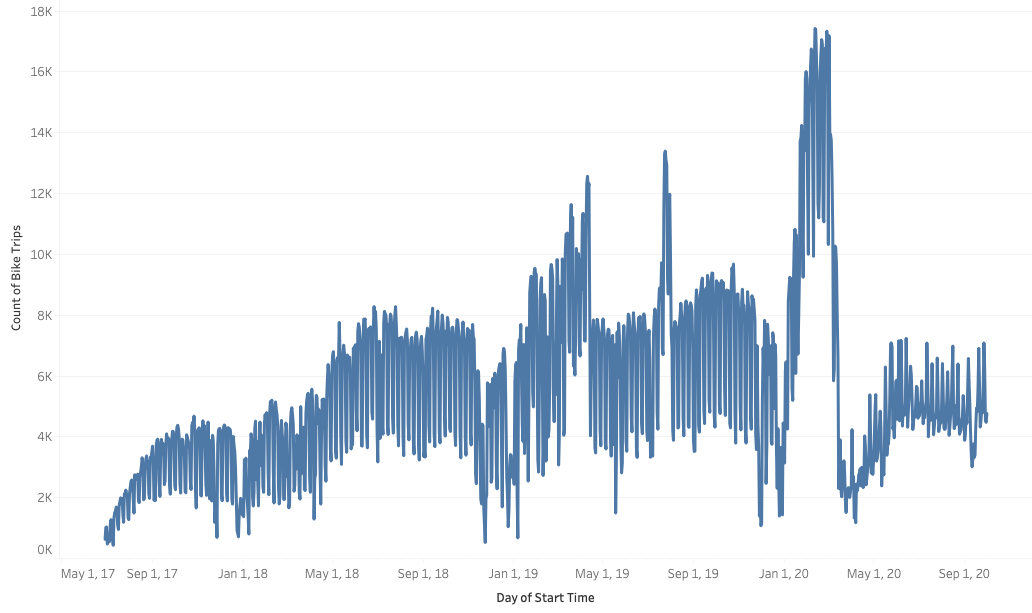 18K
16K
14K
12K
10K
8K
6K
4K
2K
0K
Count of Bike Trips
May 1, 17 Sep 1, 17 Jan 1, 18 May 1, 18 Sep 1, 18 Jan 1, 19 May 1, 19 Sep 1, 19 Jan 1, 20 May 1, 20 Sep 1, 20
Day of Start Time